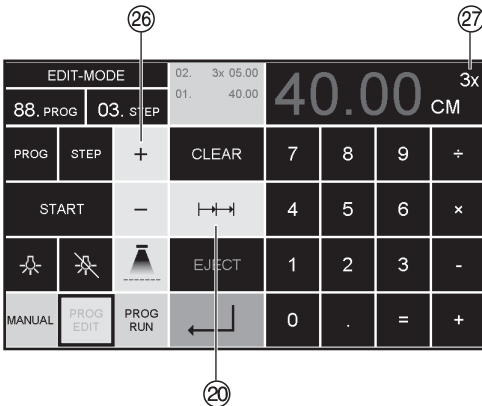 26
27
EDIT-MODE
88. PROG
03. STEP
02. 3x 05.00
01. 40.00
40.00
3x
CM
PROG
STEP
+
CLEAR
7
8
9
÷
START
–
4
5
6
×
EJECT
1
2
3
-
MANUAL
PROG
EDIT
PROG
RUN
0
.
=
+
20